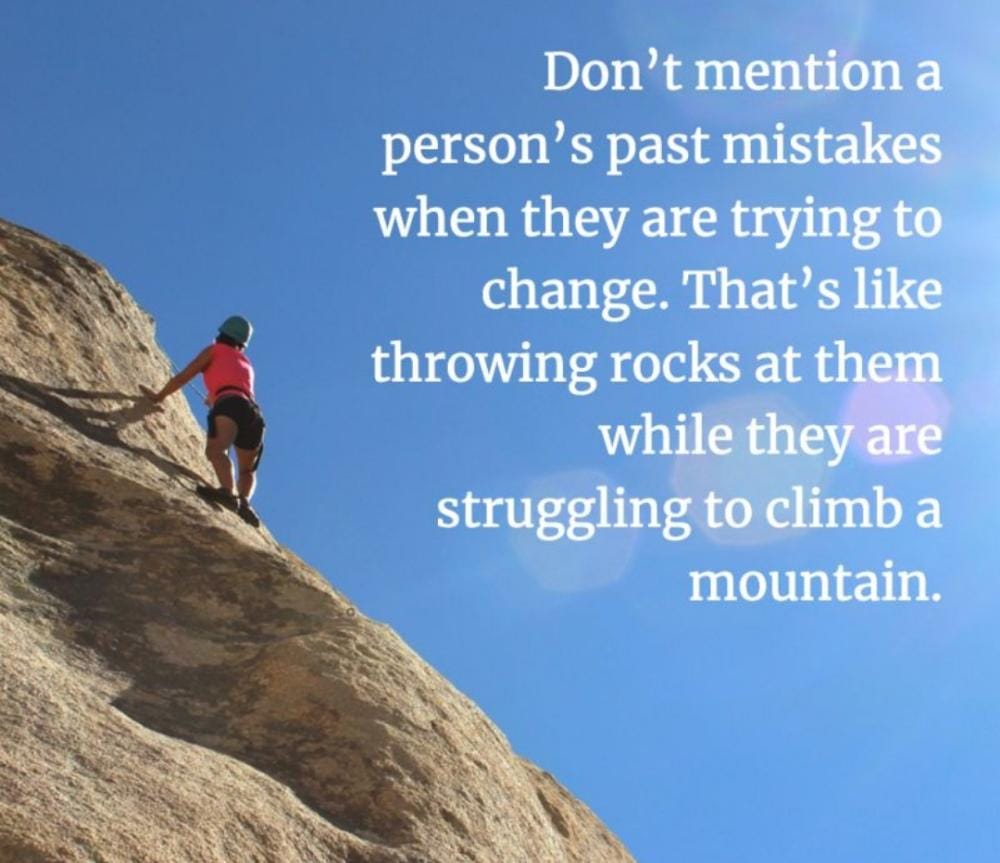 Don’t mention a
person’s past mistakes
when they are trying to
change. That’s like
throwing rocks at them
while they are
struggling to climb a
mountain.